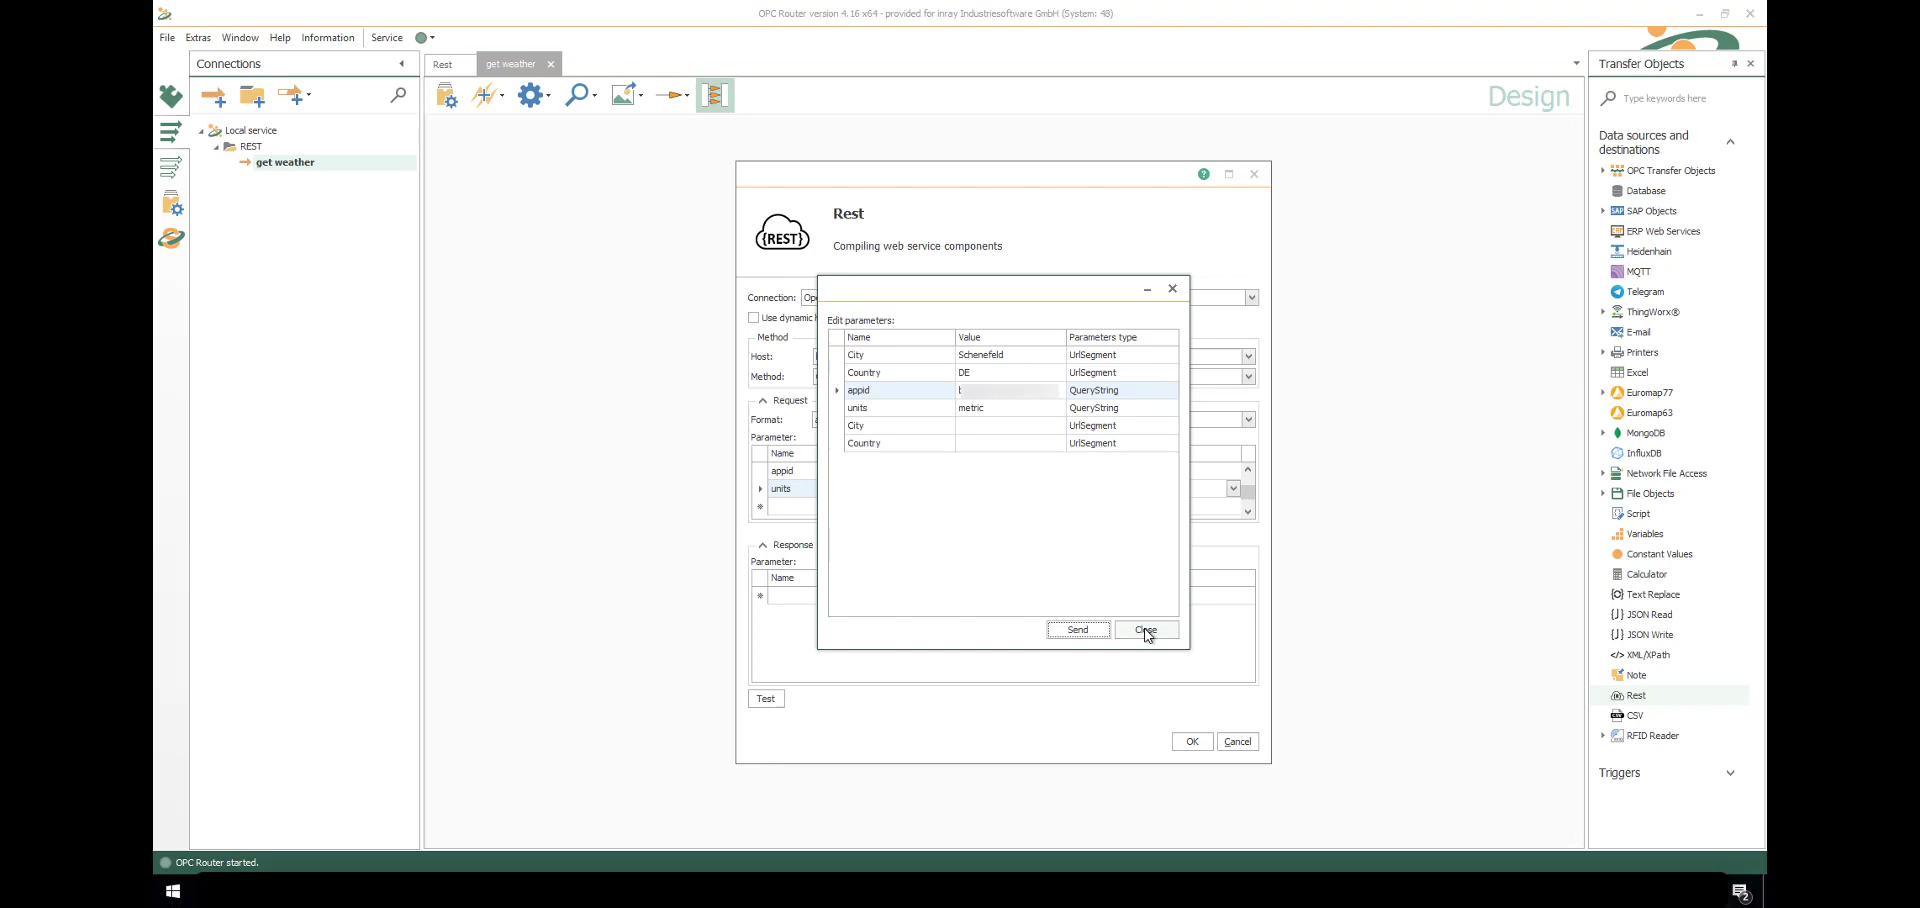 OPC Router version 4.16 x64 - provided for inray Industriesoftware GmbH (System: 48)
File Extras Window Help Information Service
Connections
Rest get weather
Transfer Objects
Design
Type keywords here
Local service
REST
get weather
Data sources and
destinations
OPC Transfer Objects
Database
SAP Objects
ERP Web Services
Heidenhain
MQTT
Telegram
ThingWorx®
E-mail
Printers
Excel
Euromap77
Euromap63
MongoDB
InfluxDB
Network File Access
File Objects
Script
Variables
Constant Values
Calculator
Text Replace
JSON Read
JSON Write
XML/XPath
Note
Rest
CSV
RFID Reader
Triggers
{REST}
Rest
Compiling web service components
Connection:
Use dynamic
Method
Host:
Method:
Request
Format:
Parameter:
Name
appid
units
Response
Parameter:
Name
Test
OK Cancel
Edit parameters:
Name Value Parameters type
City Schenefeld UrlSegment
Country DE UrlSegment
appid QueryString
units metric QueryString
City UrlSegment
Country UrlSegment
Send Close
OPC Router started.
2